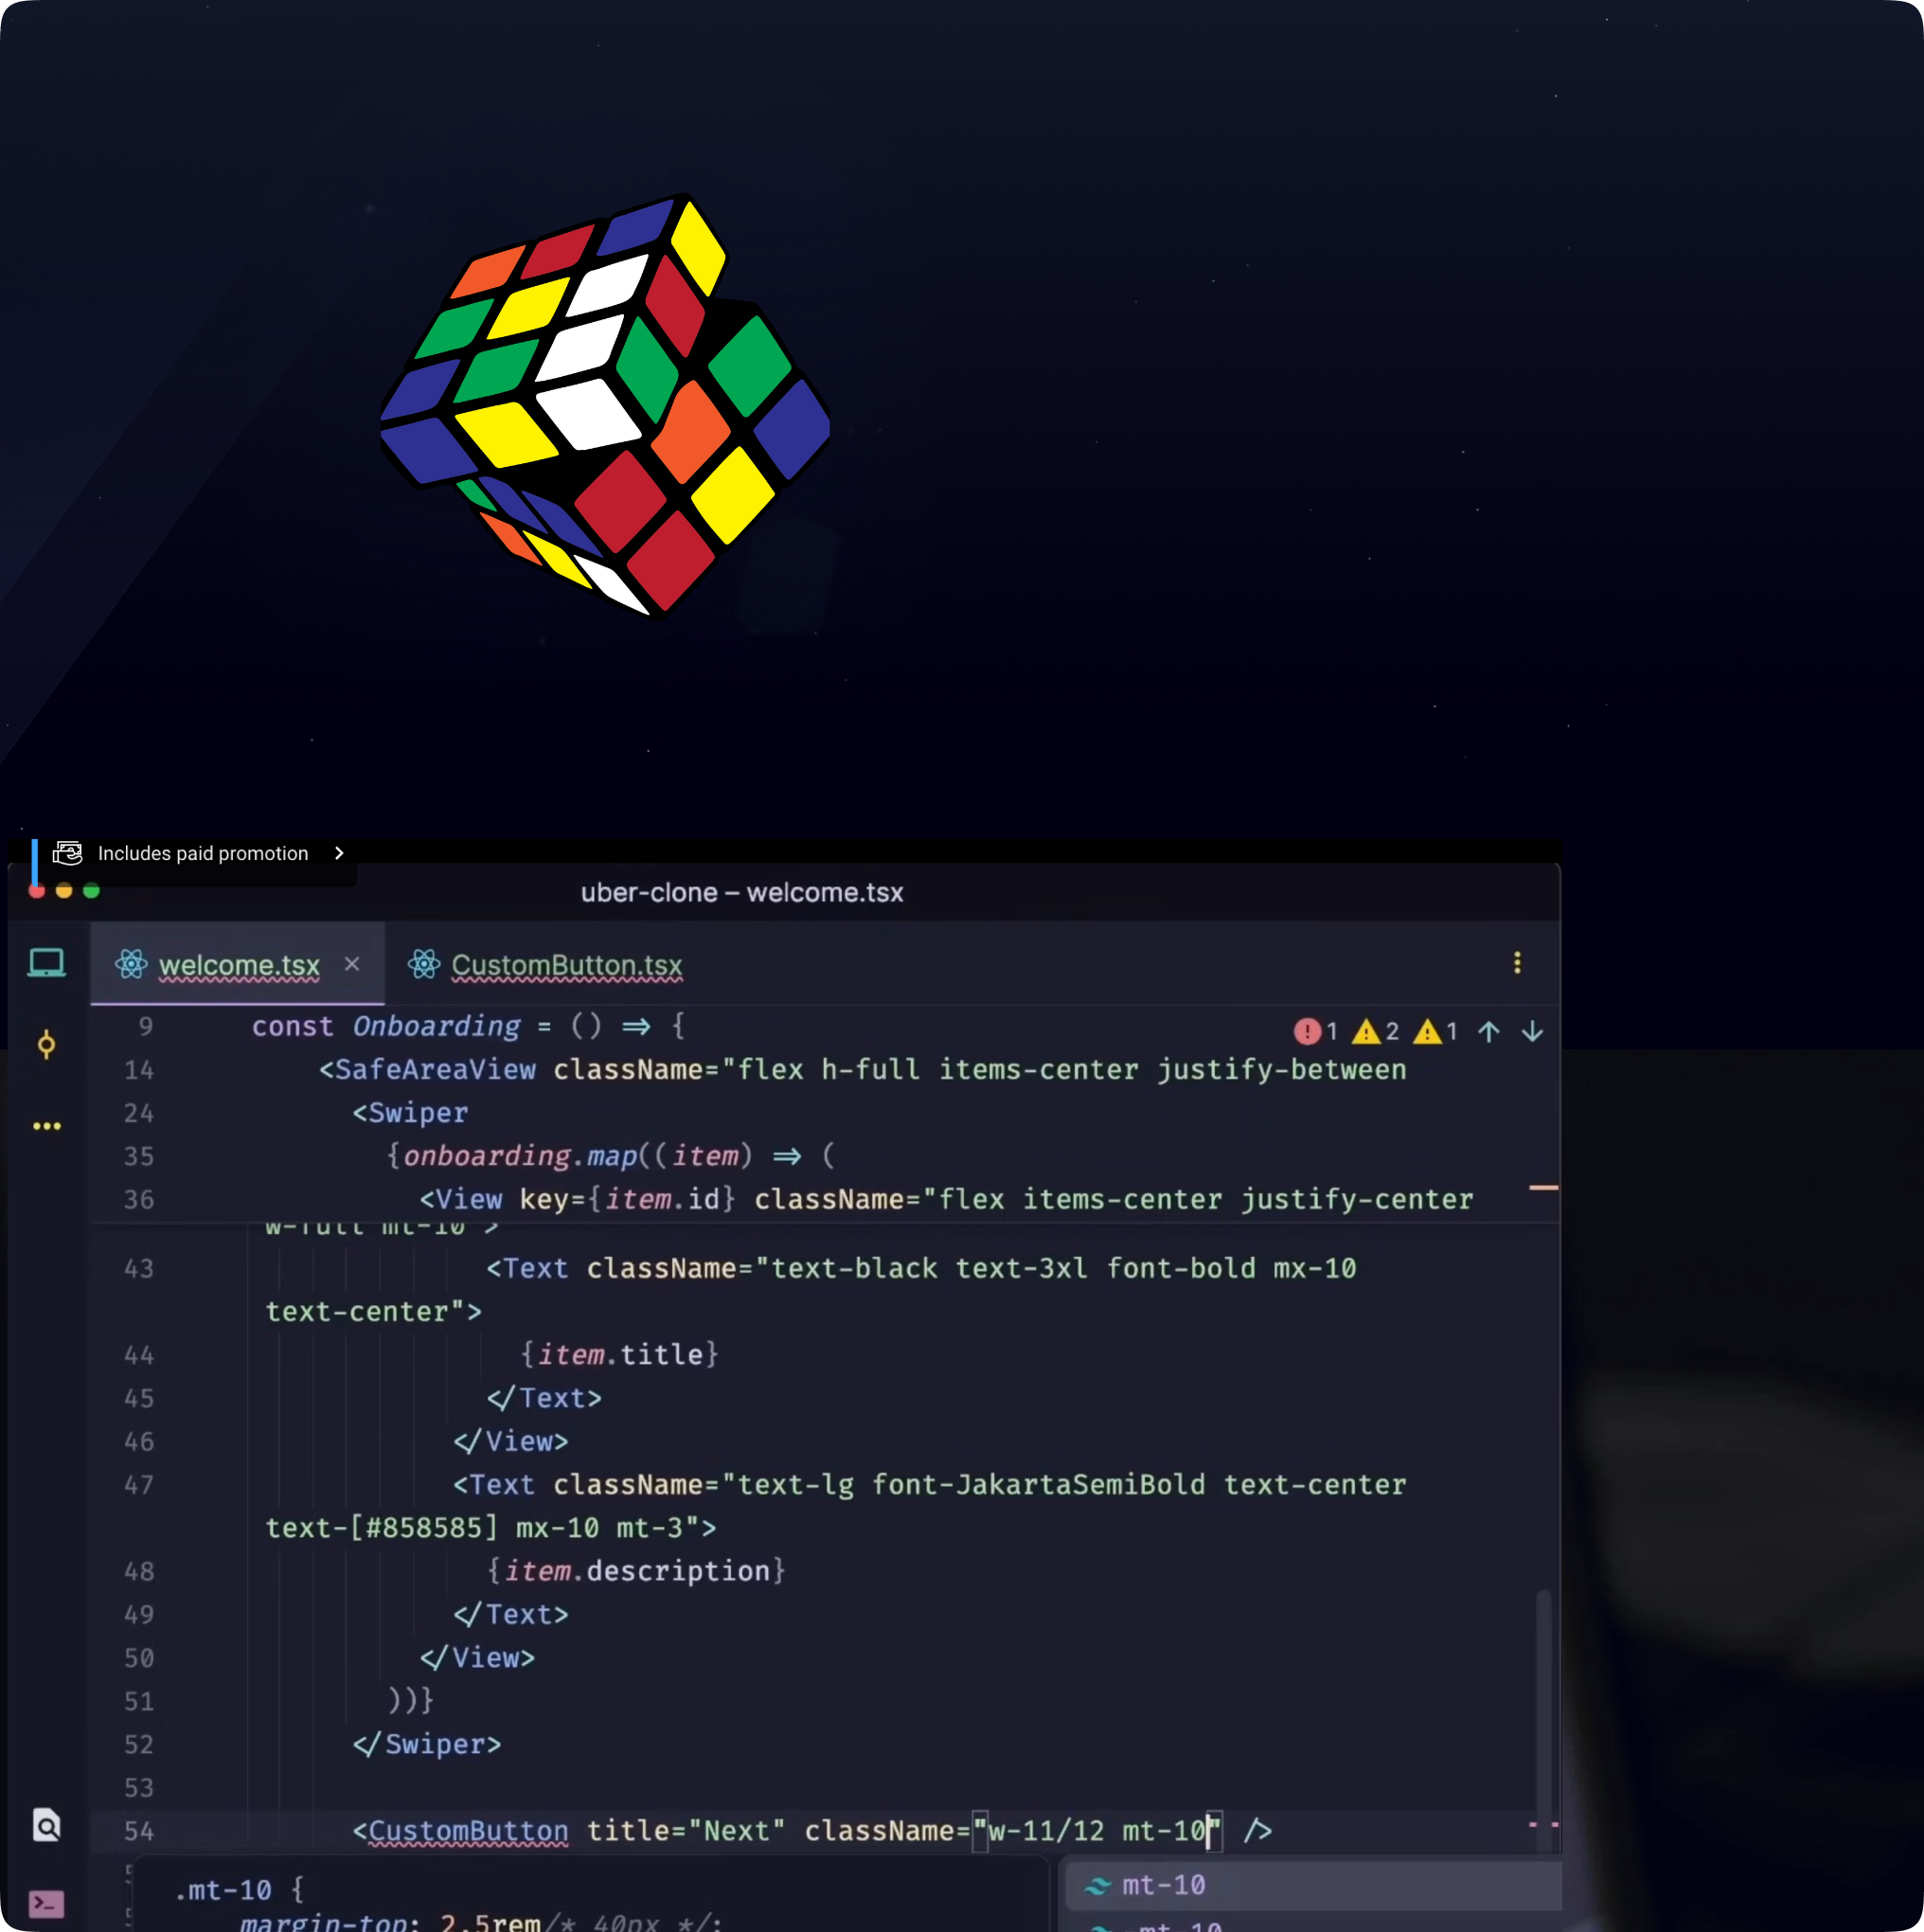 Includes paid promotion
uber-clone – welcome.tsx
welcome.tsx × CustomButton.tsx
9 const Onboarding = () => { 1 2 1
14 <SafeAreaView className="flex h-full items-center justify-between
24 <Swiper
35 {onboarding.map((item) => (
36 <View key={item.id} className="flex items-center justify-center
w-full mt-10">
43 <Text className="text-black text-3xl font-bold mx-10
text-center">
44 {item.title}
45 </Text>
46 </View>
47 <Text className="text-lg font-JakartaSemiBold text-center
text-[#858585] mx-10 mt-3">
48 {item.description}
49 </Text>
50 </View>
51 ))}
52 </Swiper>
53
54 <CustomButton title="Next" className="w-11/12 mt-10" />
.mt-10 { mt-10
margin-top: 2.5rem/* 40px */; -mt-10